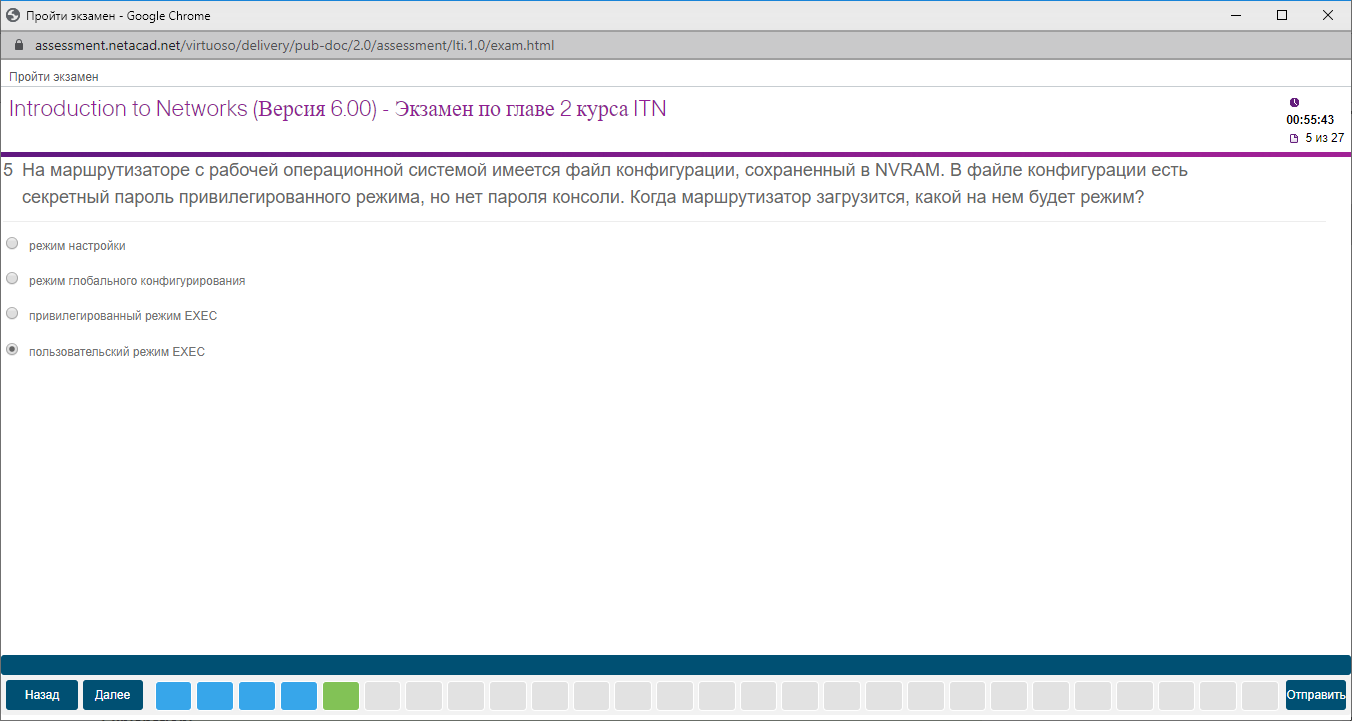 Пройти экзамен - Google Chrome
assessment.netacad.net/virtuoso/delivery/pub-doc/2.0/assessment/lti.1.0/exam.html
Пройти экзамен
Introduction to Networks (Версия 6.00) - Экзамен по главе 2 курса ITN
00:55:43
5 из 27
5 На маршрутизаторе с рабочей операционной системой имеется файл конфигурации, сохраненный в NVRAM. В файле конфигурации есть
секретный пароль привилегированного режима, но нет пароля консоли. Когда маршрутизатор загрузится, какой на нем будет режим?
режим настройки
режим глобального конфигурирования
привилегированный режим EXEC
пользовательский режим EXEC
Назад Далее Отправить